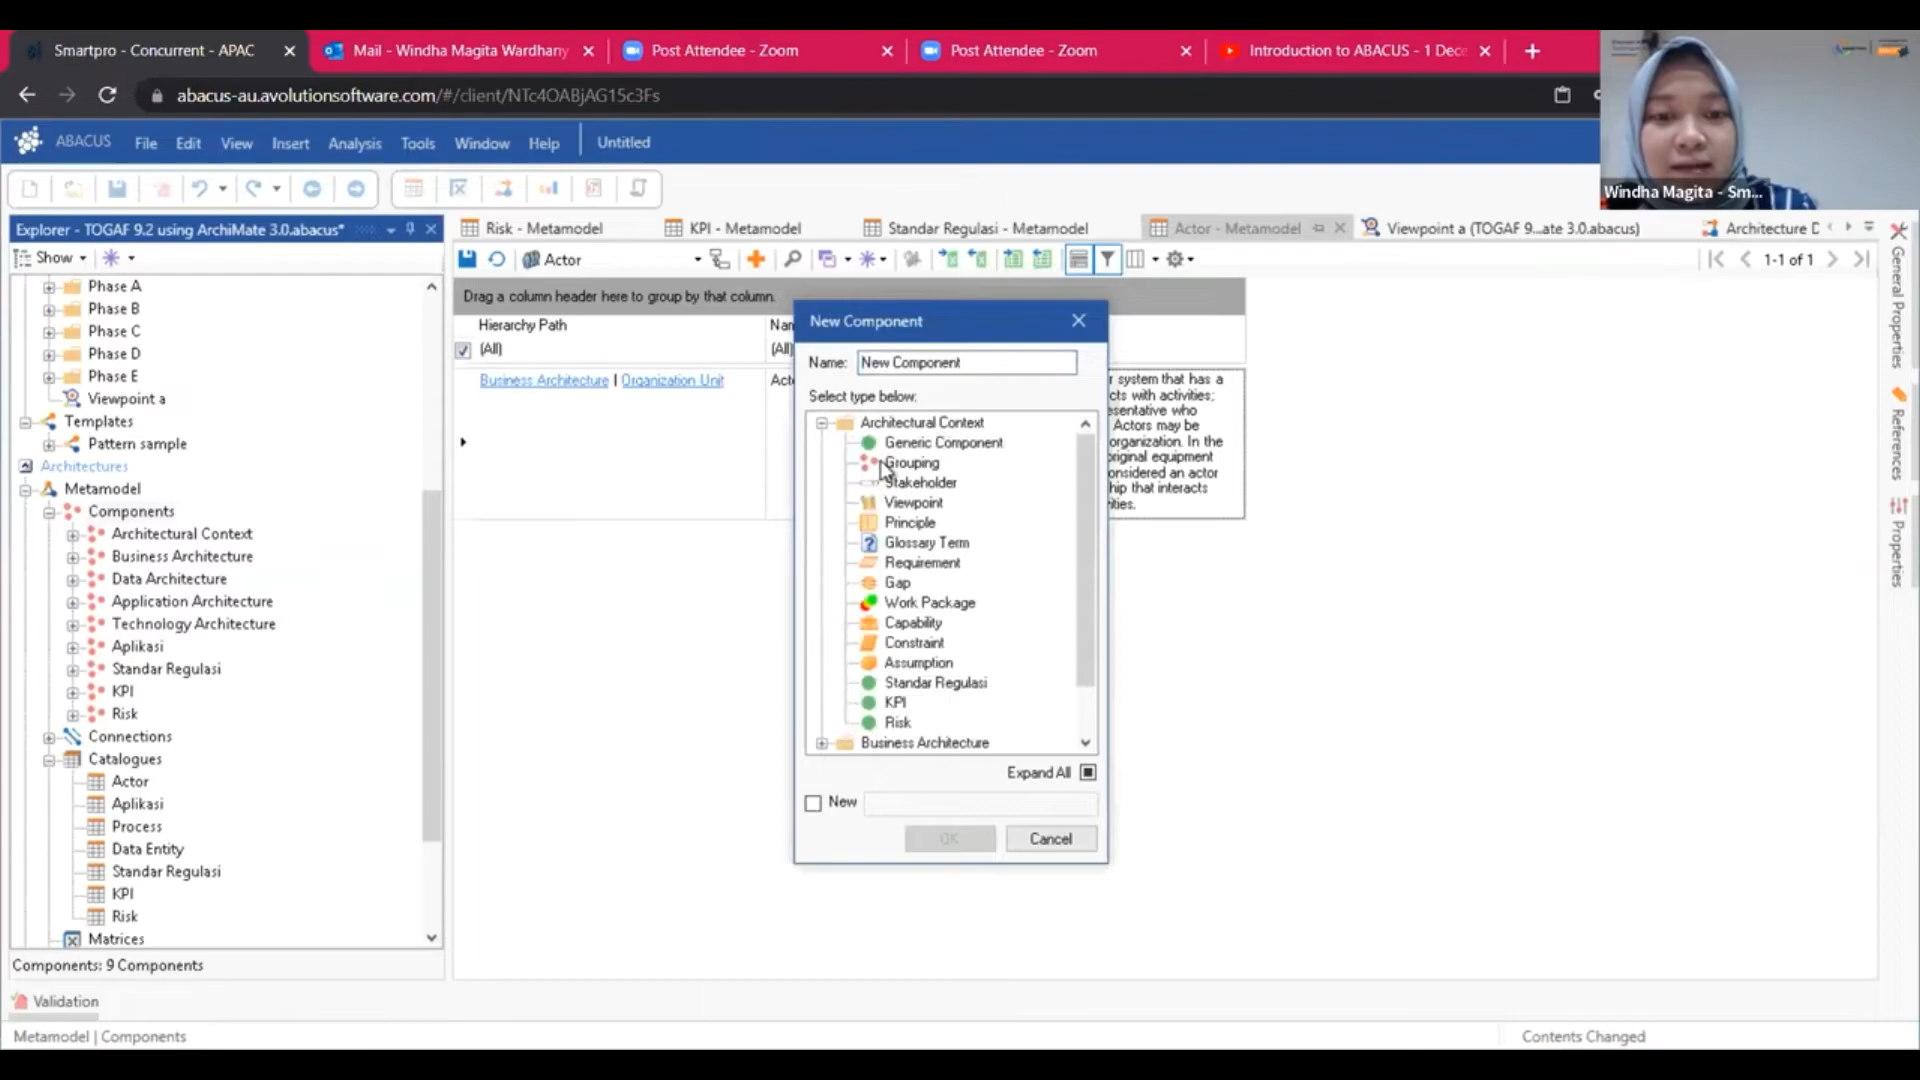 Smartpro - Concurrent - APAC
Mail - Windha Magita Wardhany
Post Attendee - Zoom
Post Attendee - Zoom
Introduction to ABACUS - 1 Dec
abacus-au.avolutionsoftware.com/#/client/NTc4OABjAG15c3Fs
ABACUS File Edit View Insert Analysis Tools Window Help Untitled
Windha Magita - Sm...
Explorer - TOGAF 9.2 using ArchiMate 3.0.abacus*
Risk - Metamodel
KPI - Metamodel
Standar Regulasi - Metamodel
Actor - Metamodel
Viewpoint a (TOGAF 9...ate 3.0.abacus)
Architecture
Show
Actor
1-1 of 1
Phase A
Phase B
Phase C
Phase D
Phase E
Viewpoint a
Templates
Pattern sample
Architectures
Metamodel
Components
Architectural Context
Business Architecture
Data Architecture
Application Architecture
Technology Architecture
Aplikasi
Standar Regulasi
KPI
Risk
Connections
Catalogues
Actor
Aplikasi
Process
Data Entity
Standar Regulasi
KPI
Risk
Matrices
Components: 9 Components
Drag a column header here to group by that column.
Hierarchy Path
(All)
(All)
Business Architecture | Organization Unit
system that has a
with activities;
who
Actors may be
organization. In the
equipment
considered an actor
that interacts
New Component
Name: New Component
Select type below:
Architectural Context
Generic Component
Grouping
Stakeholder
Viewpoint
Principle
Glossary Term
Requirement
Gap
Work Package
Capability
Constraint
Assumption
Standar Regulasi
KPI
Risk
Business Architecture
Expand All
New
OK Cancel
General Properties
References
Properties
Validation
Metamodel | Components
Contents Changed